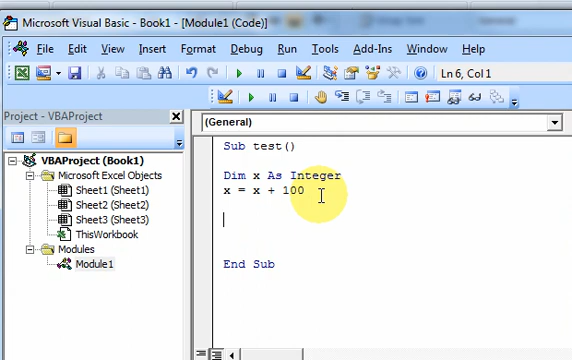 Microsoft Visual Basic - Book1 - [Module1 (Code)]
File Edit View Insert Format Debug Run Tools Add-Ins Window Help
Ln 6, Col 1
Project - VBAProject
(General)
VBAProject (Book1)
Microsoft Excel Objects
Sheet1 (Sheet1)
Sheet2 (Sheet2)
Sheet3 (Sheet3)
ThisWorkbook
Modules
Module1
Sub test()
Dim x As Integer
x = x + 100
End Sub